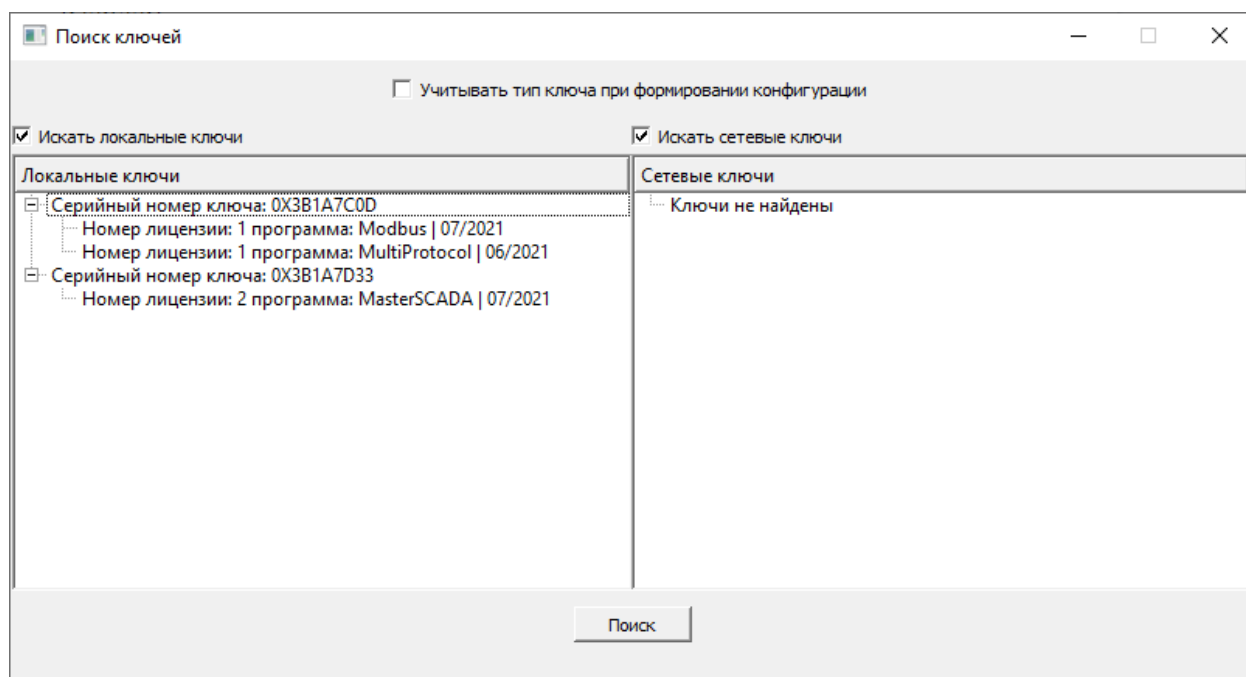 Поиск ключей
Учитывать тип ключа при формировании конфигурации
Искать локальные ключи
Искать сетевые ключи
Локальные ключи
Серийный номер ключа: 0X3B1A7C0D
Номер лицензии: 1 программа: Modbus | 07/2021
Номер лицензии: 1 программа: MultiProtocol | 06/2021
Серийный номер ключа: 0X3B1A7D33
Номер лицензии: 2 программа: MasterSCADA | 07/2021
Сетевые ключи
Ключи не найдены
Поиск